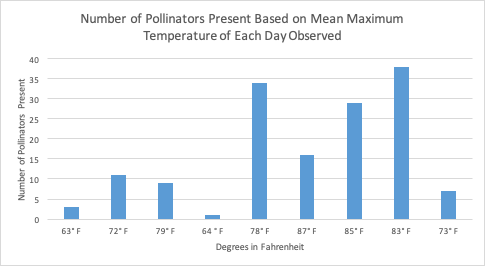 Number of Pollinators Present Based on Mean Maximum
Temperature of Each Day Observed
Number of Pollinators Present
40
35
30
25
20
15
10
5
0
63° F 72° F 79° F 64 ° F 78° F 87° F 85° F 83° F 73° F
Degrees in Fahrenheit